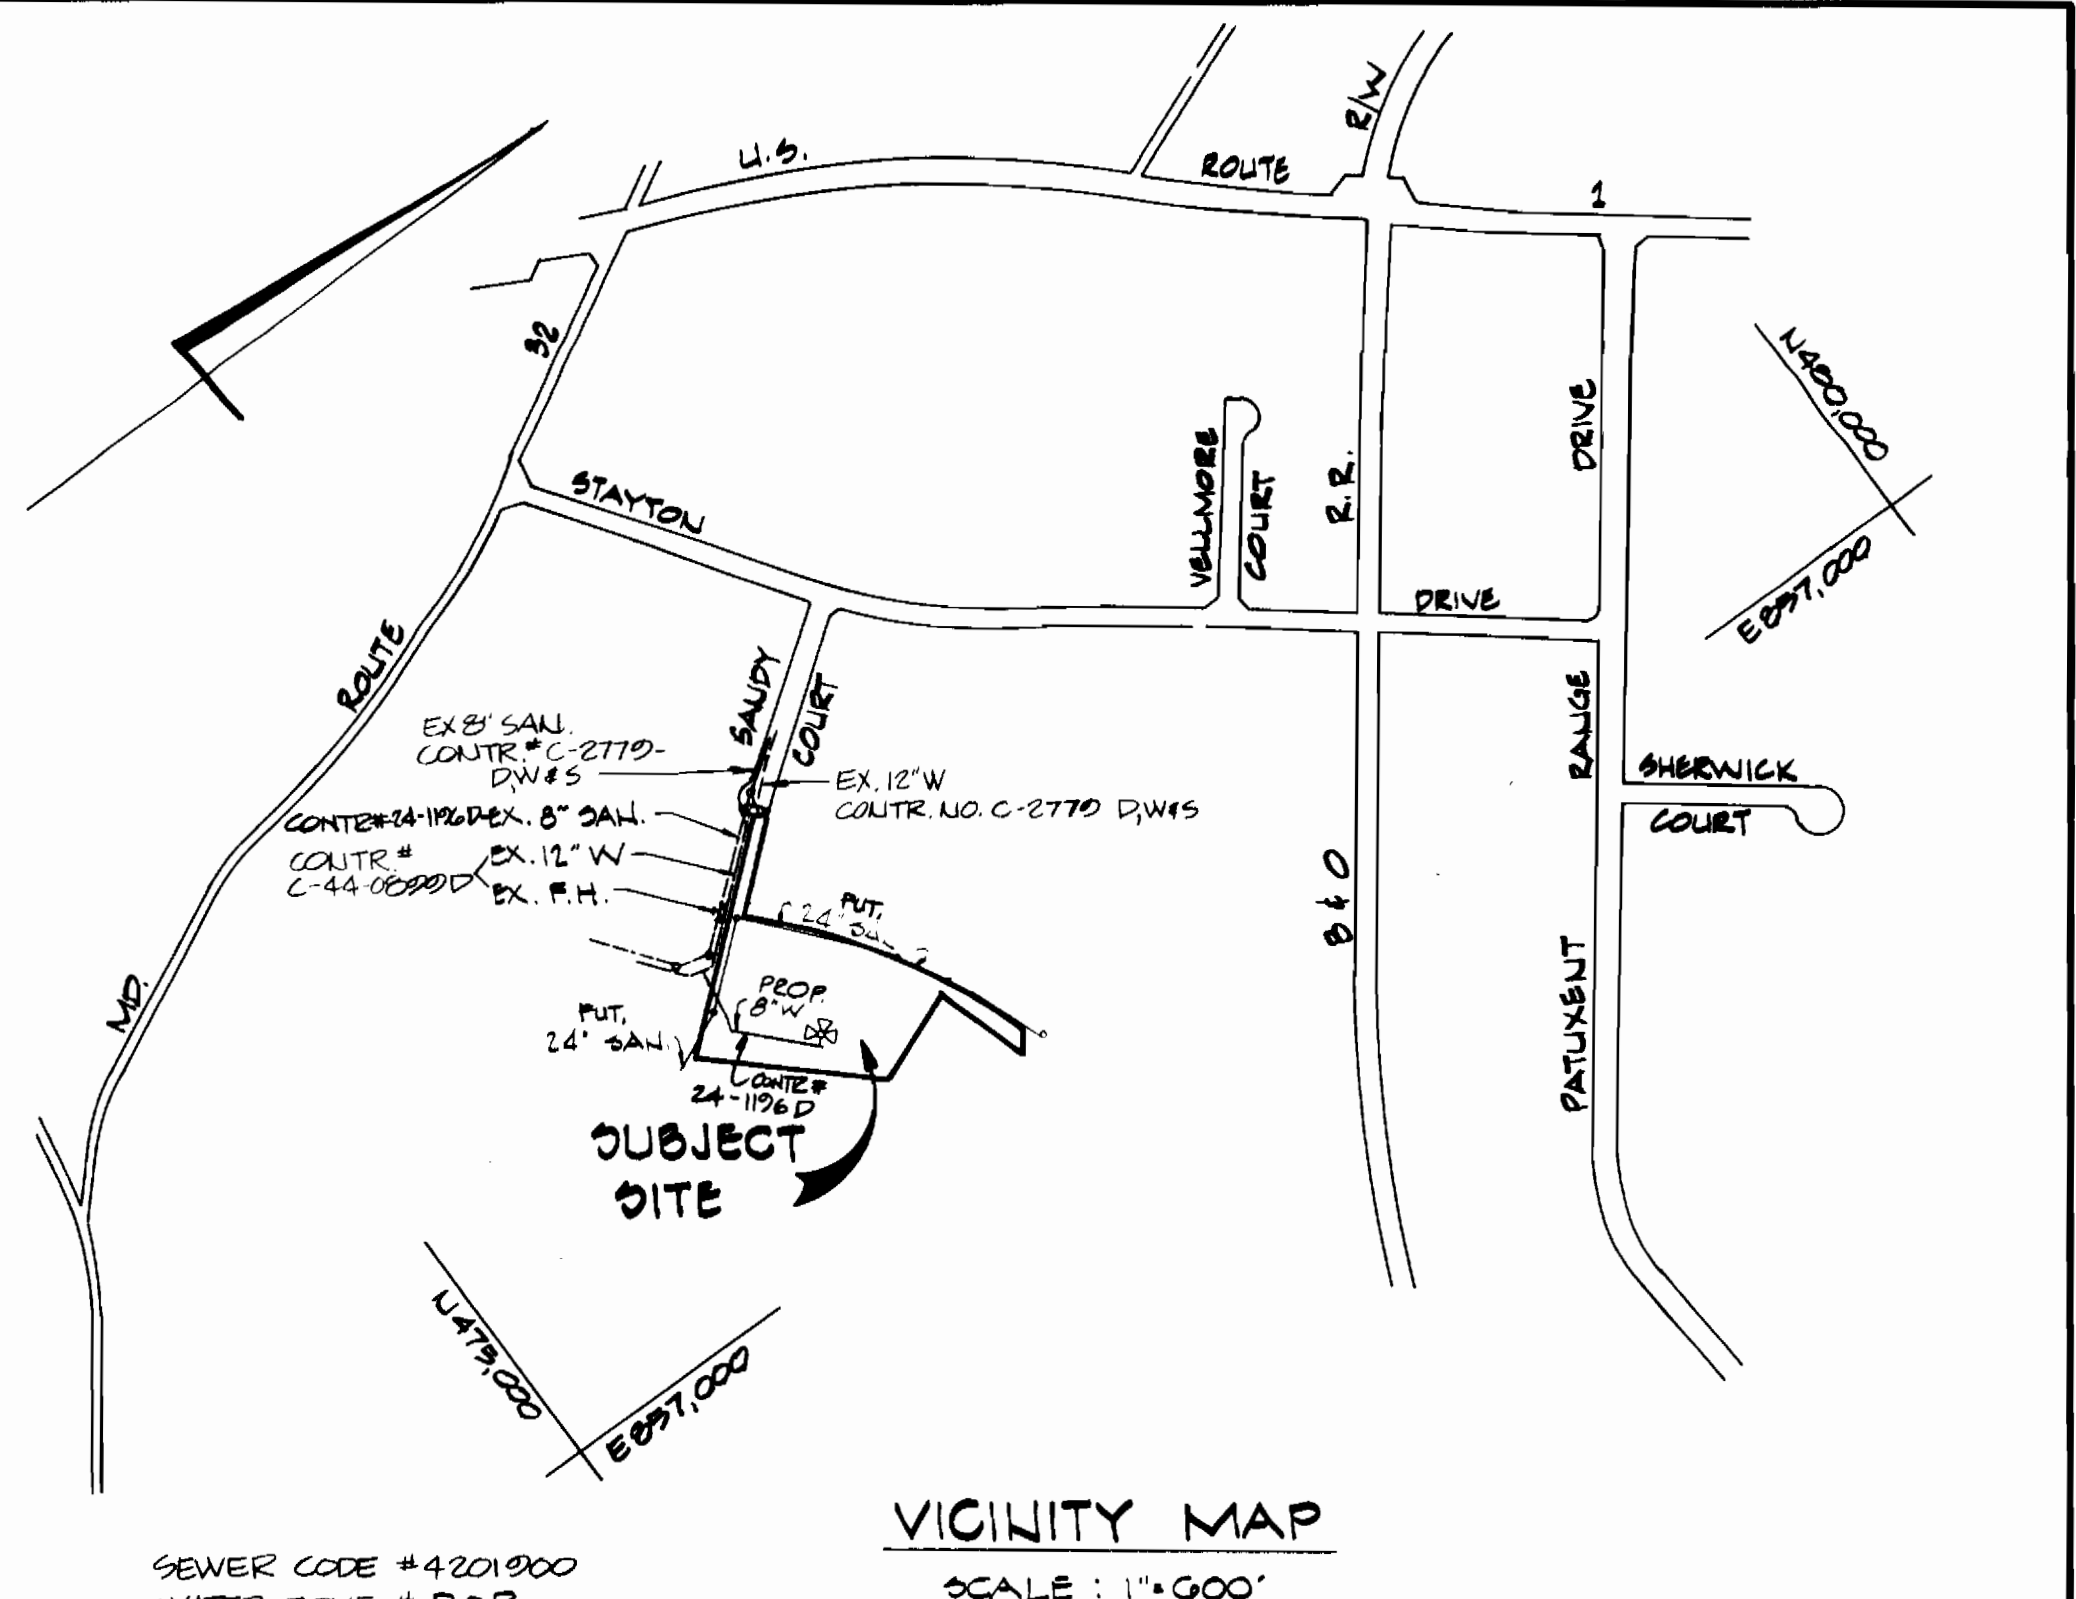 U.S.
ROUTE
1
R/W
32
STAYTON
VELLMORE
COURT
R.R.
DRIVE
DRIVE
N480,000
E857,000
ROUTE
SANDY
COURT
EX 8" SAN.
CONTR.# C-2779-
D,W&S
EX. 12" W
CONTR. NO. C-2779 D,W&S
CONTR#24-1196D-EX. 8" SAN.
CONTR.#
C-44-0899D
EX. 12" W
EX. F.H.
RANGE
SHERWICK
COURT
B & O
PATUXENT
FUT.
24" SAN.
MD.
PROP.
8" W
FUT.
24" SAN.
CONTR#
24-1196 D
SUBJECT
SITE
N473,000
E857,000
VICINITY MAP
SCALE : 1"=600'
SEWER CODE #4201900